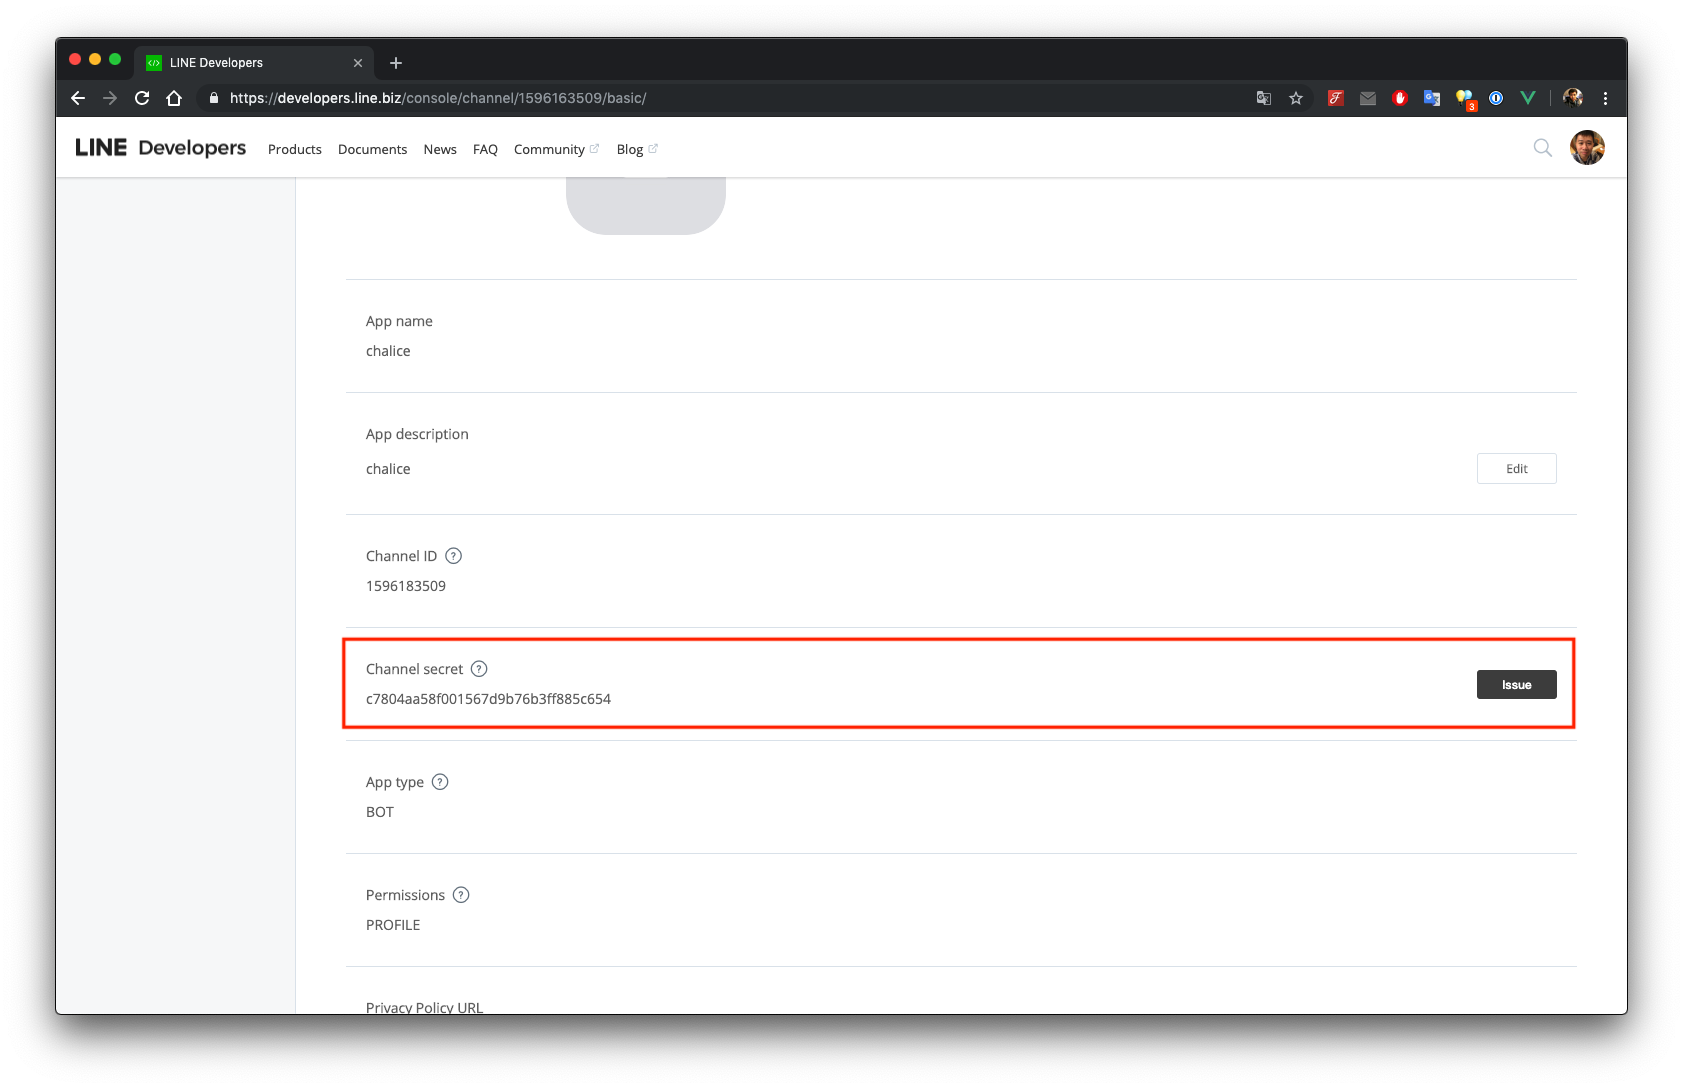 LINE Developers
https://developers.line.biz/console/channel/1596163509/basic/
3
LINE Developers Products Documents News FAQ Community Blog
App name
chalice
App description
chalice
Edit
Channel ID ?
1596183509
Channel secret ?
Issue
c7804aa58f001567d9b76b3ff885c654
App type ?
BOT
Permissions ?
PROFILE
Privacy Policy URL